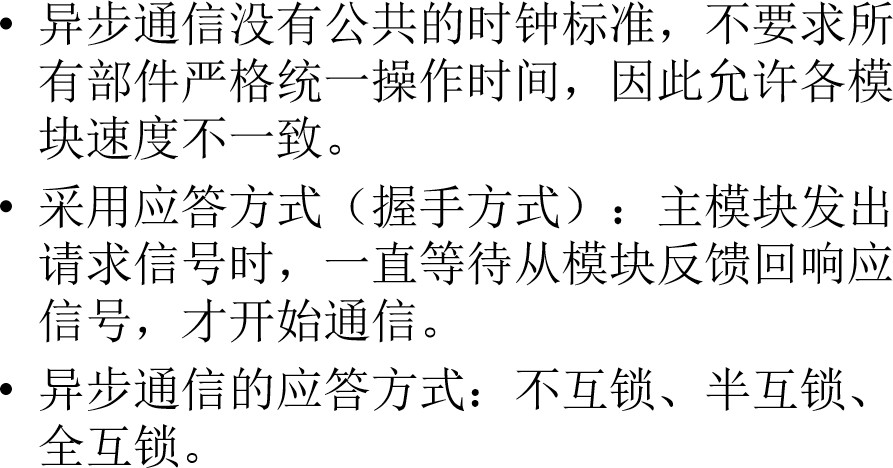 • 异步通信没有公共的时钟标准，不要求所
有部件严格统一操作时间，因此允许各模
块速度不一致。
• 采用应答方式（握手方式）：主模块发出
请求信号时，一直等待从模块反馈回响应
信号，才开始通信。
• 异步通信的应答方式：不互锁、半互锁、
全互锁。